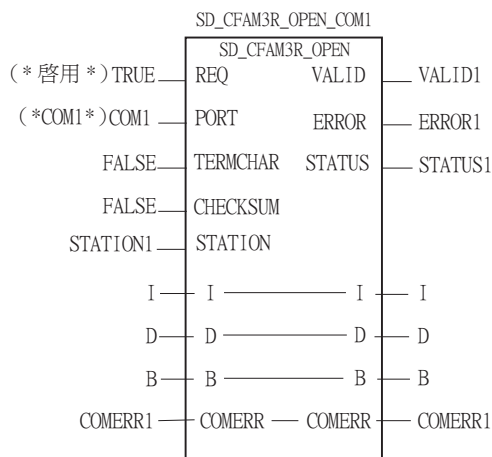 SD_CFAM3R_OPEN_COM1
SD_CFAM3R_OPEN
(* 啓用 *)TRUE REQ VALID VALID1
(*COM1*)COM1 PORT ERROR ERROR1
FALSE TERMCHAR STATUS STATUS1
FALSE CHECKSUM
STATION1 STATION
I I I I
D D D D
B B B B
COMERR1 COMERR COMERR COMERR1